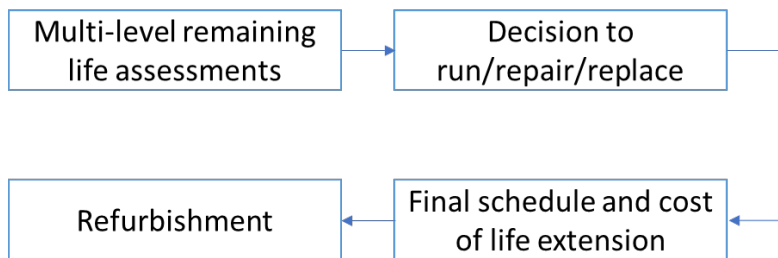 Multi-level remaining
life assessments
Decision to
run/repair/replace
Final schedule and cost
of life extension
Refurbishment